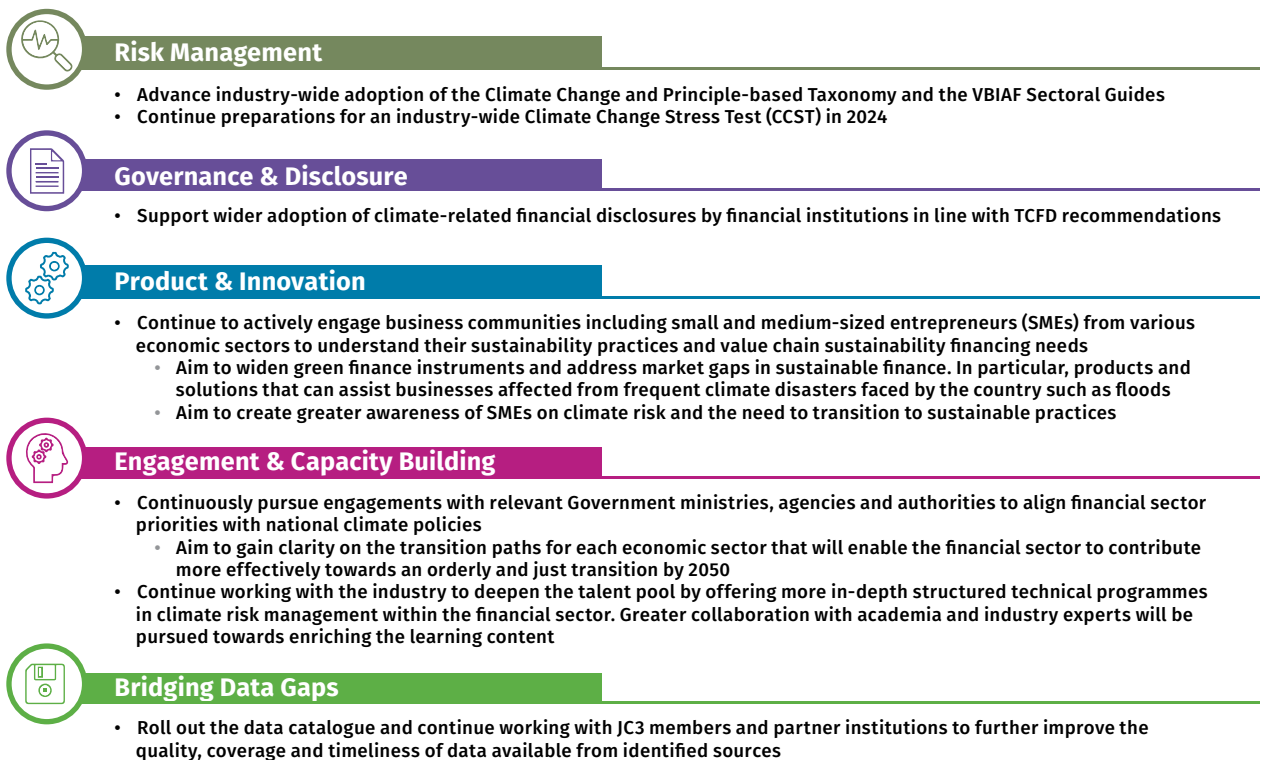 Risk Management
• Advance industry-wide adoption of the Climate Change and Principle-based Taxonomy and the VBIAF Sectoral Guides
• Continue preparations for an industry-wide Climate Change Stress Test (CCST) in 2024
Governance & Disclosure
• Support wider adoption of climate-related financial disclosures by financial institutions in line with TCFD recommendations
Product & Innovation
• Continue to actively engage business communities including small and medium-sized entrepreneurs (SMEs) from various
economic sectors to understand their sustainability practices and value chain sustainability financing needs
• Aim to widen green finance instruments and address market gaps in sustainable finance. In particular, products and
solutions that can assist businesses affected from frequent climate disasters faced by the country such as floods
• Aim to create greater awareness of SMEs on climate risk and the need to transition to sustainable practices
Engagement & Capacity Building
• Continuously pursue engagements with relevant Government ministries, agencies and authorities to align financial sector
priorities with national climate policies
• Aim to gain clarity on the transition paths for each economic sector that will enable the financial sector to contribute
more effectively towards an orderly and just transition by 2050
• Continue working with the industry to deepen the talent pool by offering more in-depth structured technical programmes
in climate risk management within the financial sector. Greater collaboration with academia and industry experts will be
pursued towards enriching the learning content
Bridging Data Gaps
• Roll out the data catalogue and continue working with JC3 members and partner institutions to further improve the
quality, coverage and timeliness of data available from identified sources